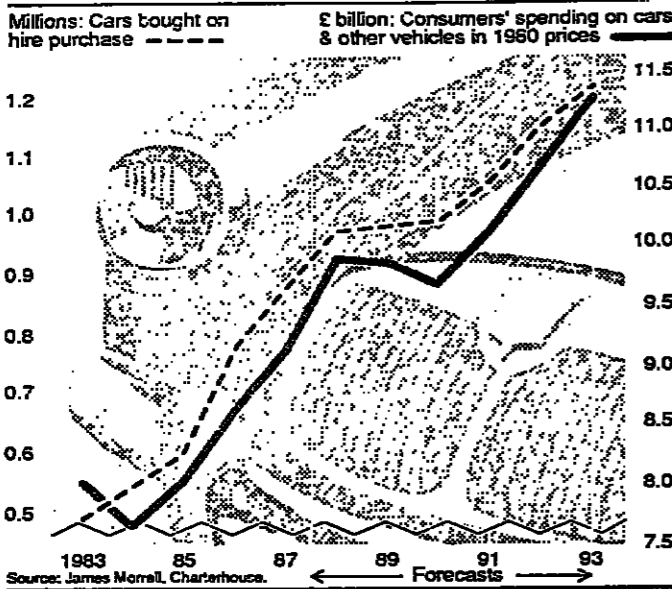 Millions: Cars bought on
hire purchase
£ billion: Consumers' spending on cars
& other vehicles in 1980 prices
1.2
1.1
1.0
0.9
0.8
0.7
0.6
0.5
11.5
11.0
10.5
10.0
9.5
9.0
8.5
8.0
7.5
1983 85 87 89 91 93
Source: James Morrell, Charterhouse.
Forecasts